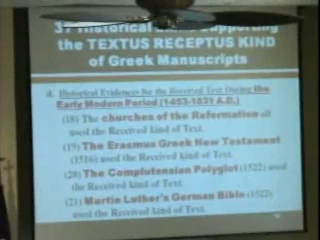 37 Historical Supporting
the TEXTUS RECEPTUS KIND
of Greek Manuscripts
d. Historical Evidences for the Received Text During the
Early Modern Period (1453-1831 A.D.)
(18) The churches of the Reformation all
used the Received kind of Text.
(19) The Erasmus Greek New Testament
(1516) used the Received kind of Text.
(20) The Complutensian Polyglot (1522) used
the Received kind of Text.
(21) Martin Luther's German Bible (1522)
used the Received kind of Text.